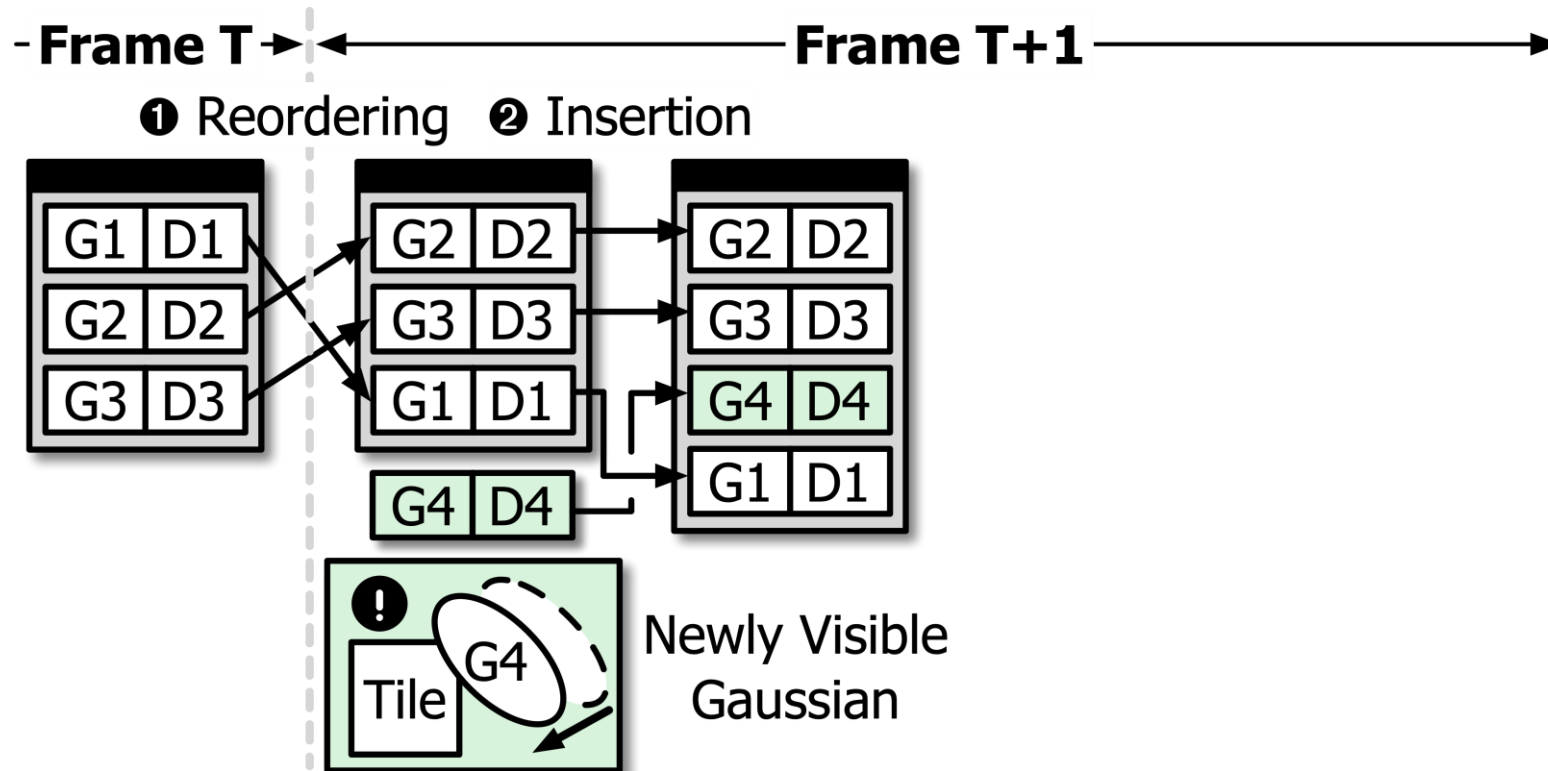 Frame T Frame T+1
❶ Reordering ❷ Insertion
G1 D1 G2 D2 G2 D2
G2 D2 G3 D3 G3 D3
G3 D3 G1 D1 G4 D4
G4 D4 G1 D1
!
G4
Tile
Newly Visible
Gaussian